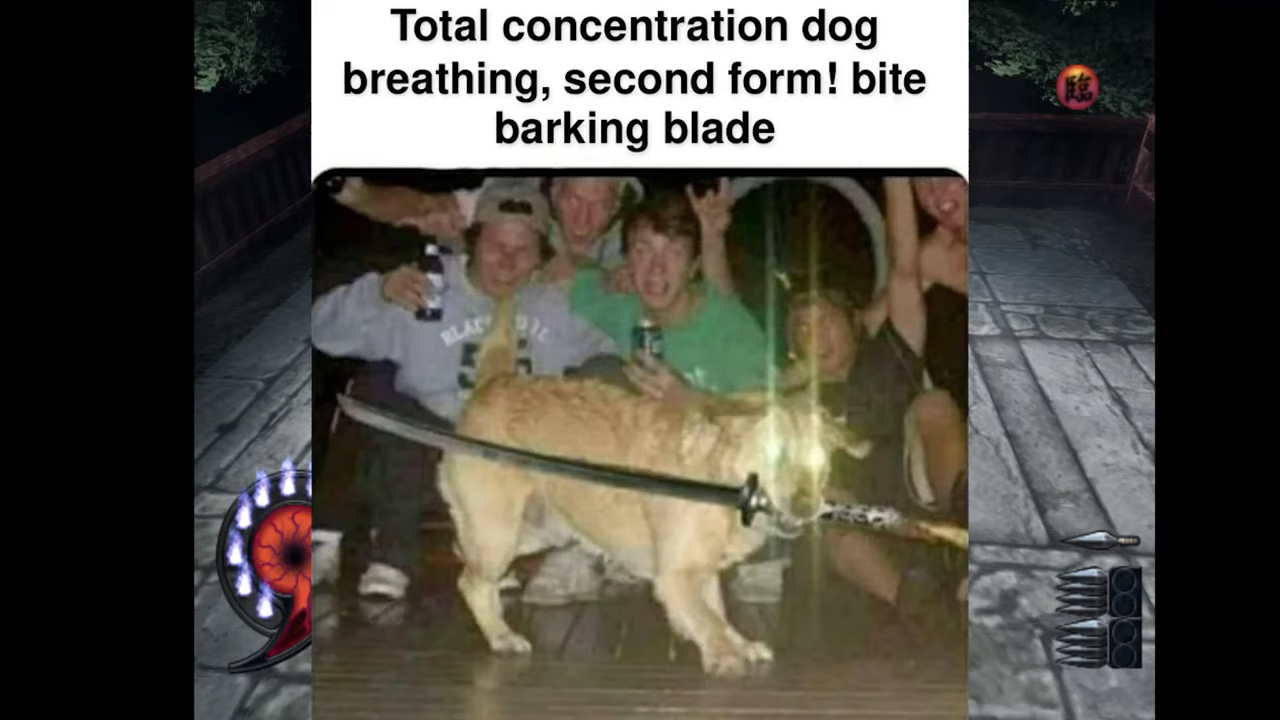 Total concentration dog
breathing, second form! bite
barking blade
臨